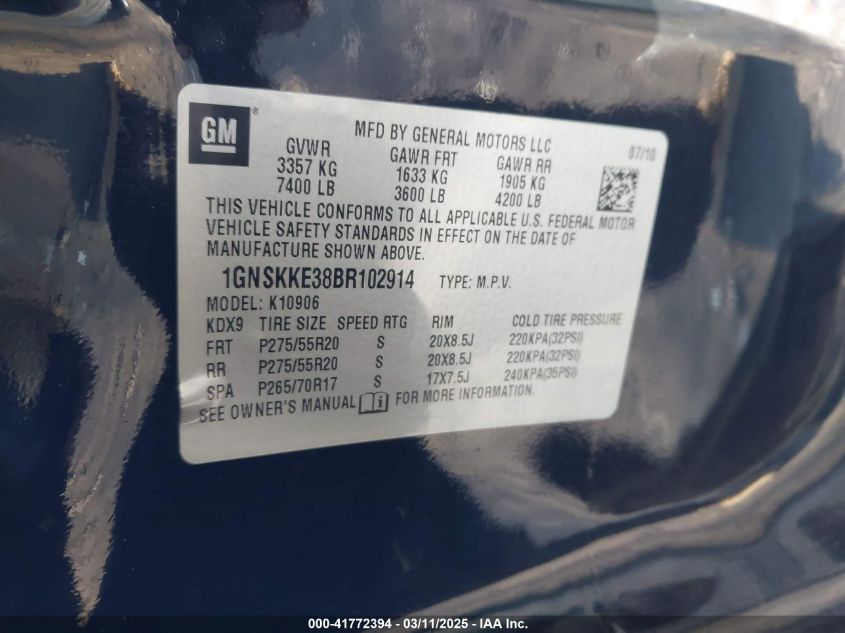 GM ®
MFD BY GENERAL MOTORS LLC
07/10
GVWR GAWR FRT GAWR RR
3357 KG 1633 KG 1905 KG
7400 LB 3600 LB 4200 LB
THIS VEHICLE CONFORMS TO ALL APPLICABLE U.S. FEDERAL MOTOR
VEHICLE SAFETY STANDARDS IN EFFECT ON THE DATE OF
MANUFACTURE SHOWN ABOVE.
1GNSKKE38BR102914 TYPE: M.P.V.
MODEL: K10906
KDX9 TIRE SIZE SPEED RTG RIM COLD TIRE PRESSURE
FRT P275/55R20 S 20X8.5J 220KPA(32PSI)
RR P275/55R20 S 20X8.5J 220KPA(32PSI)
SPA P265/70R17 S 17X7.5J 240KPA(35PSI)
SEE OWNER'S MANUAL i FOR MORE INFORMATION.
000-41772394 - 03/11/2025 - IAA Inc.